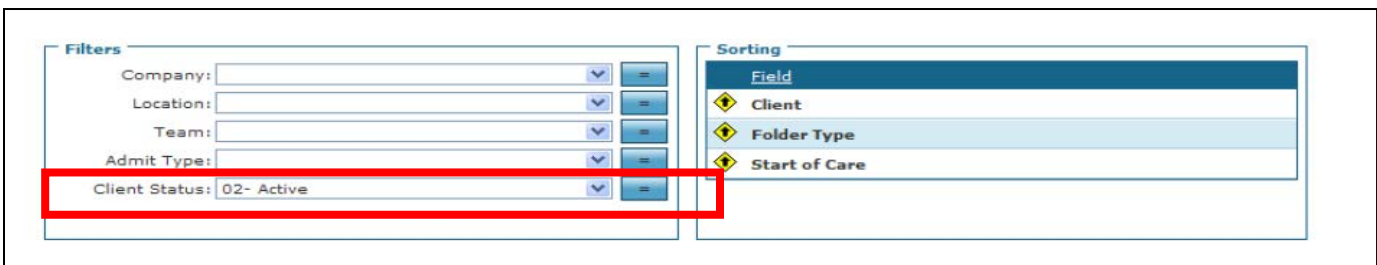 Filters
Company: =
Location: =
Team: =
Admit Type: =
Client Status: 02- Active =
Sorting
Field
Client
Folder Type
Start of Care